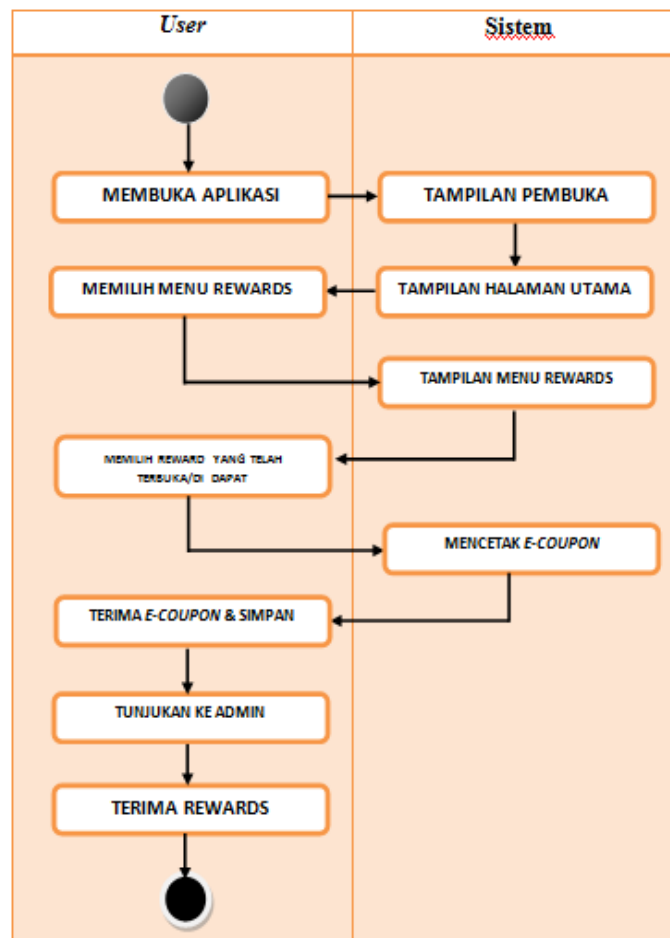 User
Sistem
MEMBUKA APLIKASI
TAMPILAN PEMBUKA
MEMILIH MENU REWARDS
TAMPILAN HALAMAN UTAMA
TAMPILAN MENU REWARDS
MEMILIH REWARD YANG TELAH
TERBUKA/DI DAPAT
MENCETAK E-COUPON
TERIMA E-COUPON & SIMPAN
TUNJUKAN KE ADMIN
TERIMA REWARDS